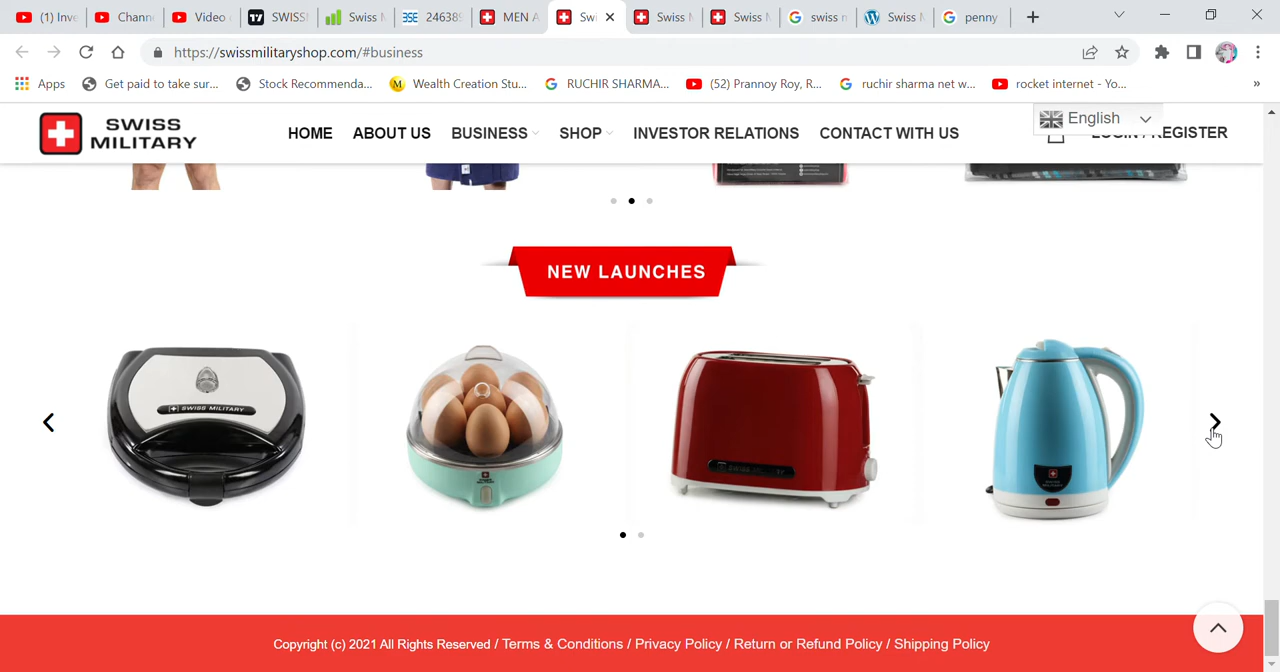 (1) Inve
Chann
Video
SWISS
Swiss M
24638
MEN A
Swi
Swiss M
Swiss M
swiss m
Swiss M
penny
https://swissmilitaryshop.com/#business
Apps
Get paid to take sur...
Stock Recommenda...
Wealth Creation Stu...
RUCHIR SHARMA...
(52) Prannoy Roy, R...
ruchir sharma net w...
rocket internet - Yo...
»
SWISS
MILITARY
HOME
ABOUT US
BUSINESS
SHOP
INVESTOR RELATIONS
CONTACT WITH US
English
LOGIN / REGISTER
NEW LAUNCHES
SWISS MILITARY
SWISS MILITARY
Copyright (c) 2021 All Rights Reserved / Terms & Conditions / Privacy Policy / Return or Refund Policy / Shipping Policy